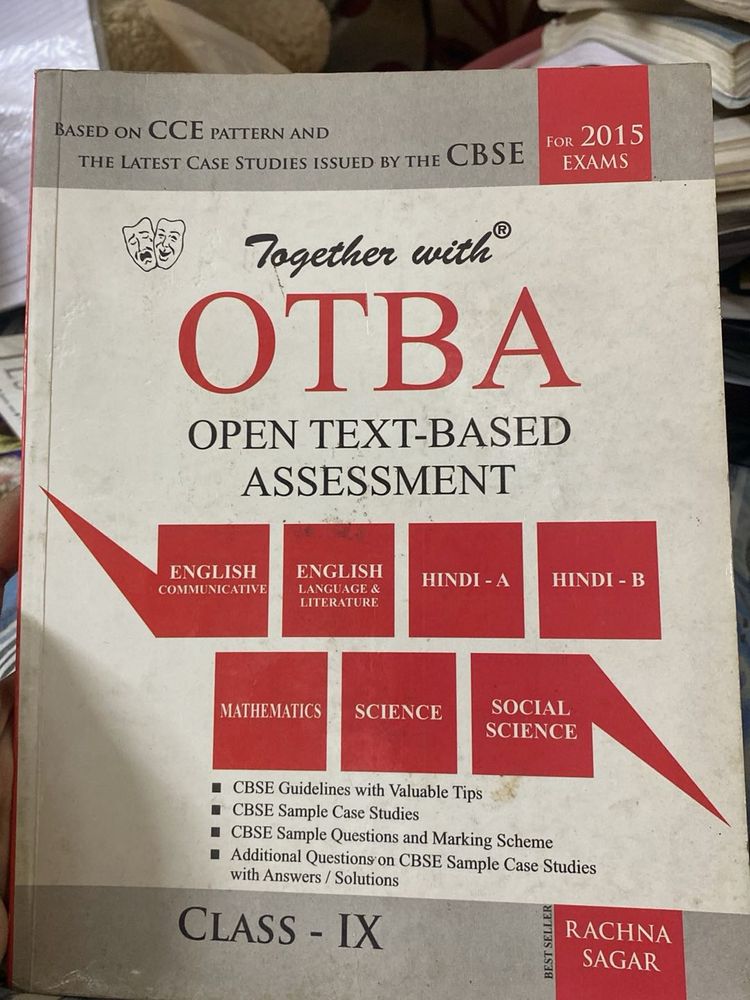 BASED ON CCE PATTERN AND
THE LATEST CASE STUDIES ISSUED BY THE CBSE
FOR 2015
EXAMS
Together with®
OTBA
OPEN TEXT-BASED
ASSESSMENT
ENGLISH
COMMUNICATIVE
ENGLISH
LANGUAGE &
LITERATURE
HINDI - A
HINDI - B
MATHEMATICS
SCIENCE
SOCIAL
SCIENCE
■ CBSE Guidelines with Valuable Tips
■ CBSE Sample Case Studies
■ CBSE Sample Questions and Marking Scheme
■ Additional Questions on CBSE Sample Case Studies
with Answers / Solutions
CLASS - IX
BEST SELLER
RACHNA
SAGAR